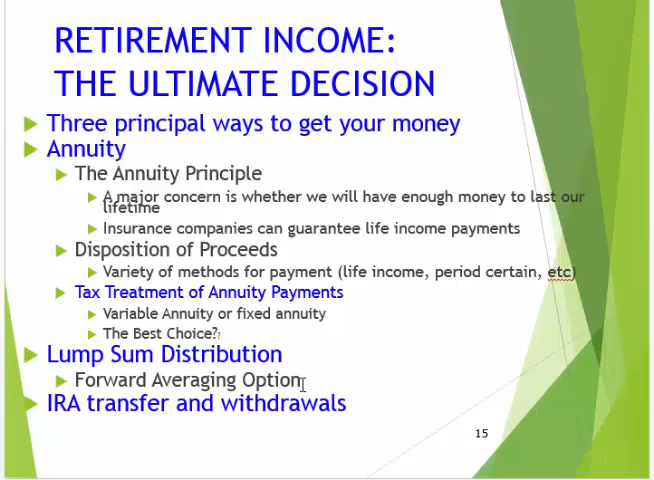 RETIREMENT INCOME:
THE ULTIMATE DECISION
Three principal ways to get your money
Annuity
The Annuity Principle
A major concern is whether we will have enough money to last our
lifetime
Insurance companies can guarantee life income payments
Disposition of Proceeds
Variety of methods for payment (life income, period certain, etc)
Tax Treatment of Annuity Payments
Variable Annuity or fixed annuity
The Best Choice??
Lump Sum Distribution
Forward Averaging Option
IRA transfer and withdrawals
15